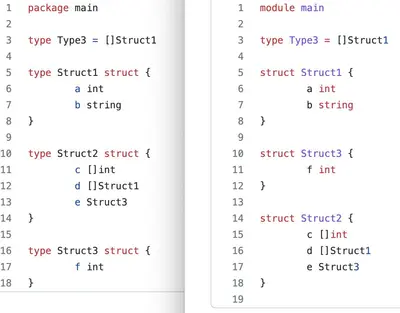 1 package main
2
3 type Type3 = []Struct1
4
5 type Struct1 struct {
6 a int
7 b string
8 }
9
10 type Struct2 struct {
11 c []int
12 d []Struct1
13 e Struct3
14 }
15
16 type Struct3 struct {
17 f int
18 }
1 module main
2
3 type Type3 = []Struct1
4
5 struct Struct1 {
6 a int
7 b string
8 }
9
10 struct Struct3 {
11 f int
12 }
13
14 struct Struct2 {
15 c []int
16 d []Struct1
17 e Struct3
18 }
19